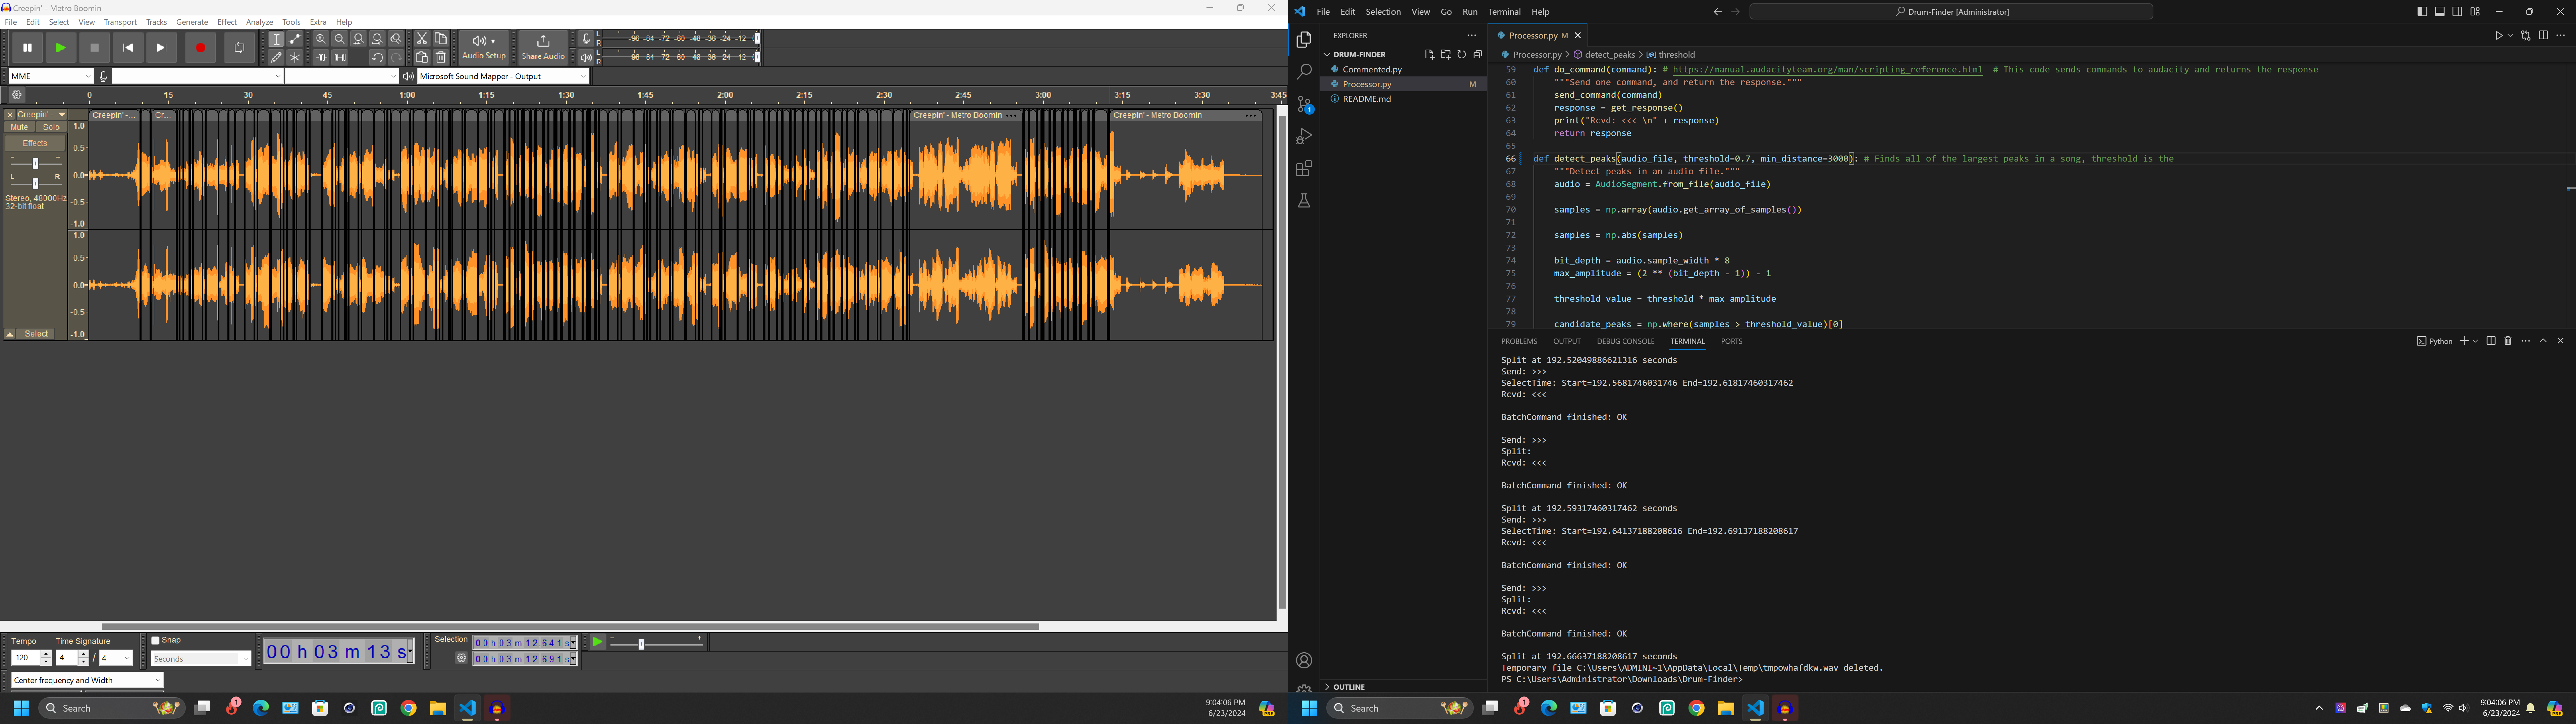 Creepin' - Metro Boomin
File Edit Select View Transport Tracks Generate Effect Analyze Tools Extra Help
Audio Setup
Share Audio
L
R
-96 -84 -72 -60 -48 -36 -24 -12
L
R
-96 -84 -72 -60 -48 -36 -24 -12
MME
Microsoft Sound Mapper - Output
0 15 30 45 1:00 1:15 1:30 1:45 2:00 2:15 2:30 2:45 3:00 3:15 3:30 3:45
Creepin' -
Mute Solo
Effects
- +
L R
Stereo, 48000Hz
32-bit float
Select
1.0
0.5
0.0
-0.5
-1.0
1.0
0.5
0.0
-0.5
-1.0
Creepin' -...
Cr...
Creepin' - Metro Boomin
Creepin' - Metro Boomin
Tempo
120
Time Signature
4 / 4
Snap
Seconds
00 h 03 m 13 s
Selection
00 h 03 m 12.641 s
00 h 03 m 12.691 s
- +
Center frequency and Width
Search
1
9:04:06 PM
6/23/2024
File Edit Selection View Go Run Terminal Help
Drum-Finder [Administrator]
EXPLORER
DRUM-FINDER
Commented.py
Processor.py M
README.md
OUTLINE
1
Processor.py M
Processor.py > detect_peaks > threshold
59 def do_command(command): # https://manual.audacityteam.org/man/scripting_reference.html # This code sends commands to audacity and returns the response
60 """Send one command, and return the response."""
61 send_command(command)
62 response = get_response()
63 print("Rcvd: <<< \n" + response)
64 return response
65
66 def detect_peaks(audio_file, threshold=0.7, min_distance=3000): # Finds all of the largest peaks in a song, threshold is the
67 """Detect peaks in an audio file."""
68 audio = AudioSegment.from_file(audio_file)
69
70 samples = np.array(audio.get_array_of_samples())
71
72 samples = np.abs(samples)
73
74 bit_depth = audio.sample_width * 8
75 max_amplitude = (2 ** (bit_depth - 1)) - 1
76
77 threshold_value = threshold * max_amplitude
78
79 candidate_peaks = np.where(samples > threshold_value)[0]
PROBLEMS OUTPUT DEBUG CONSOLE TERMINAL PORTS
Python
Split at 192.52049886621316 seconds
Send: >>>
SelectTime: Start=192.5681746031746 End=192.61817460317462
Rcvd: <<<
BatchCommand finished: OK
Send: >>>
Split:
Rcvd: <<<
BatchCommand finished: OK
Split at 192.59317460317462 seconds
Send: >>>
SelectTime: Start=192.64137188208616 End=192.69137188208617
Rcvd: <<<
BatchCommand finished: OK
Send: >>>
Split:
Rcvd: <<<
BatchCommand finished: OK
Split at 192.66637188208617 seconds
Temporary file C:\Users\ADMINI~1\AppData\Local\Temp\tmpowhafdkw.wav deleted.
PS C:\Users\Administrator\Downloads\Drum-Finder>
Search
1
9:04:06 PM
6/23/2024